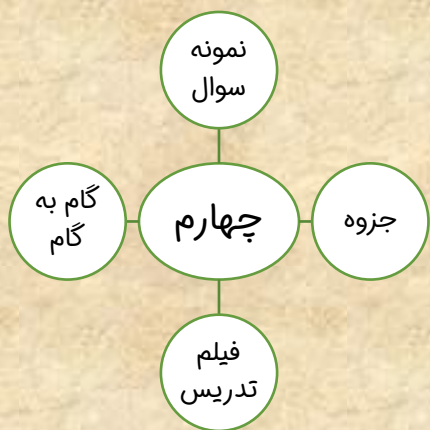 نمونه
سوال
جزوه
چهارم
گام به
گام
فیلم
تدریس